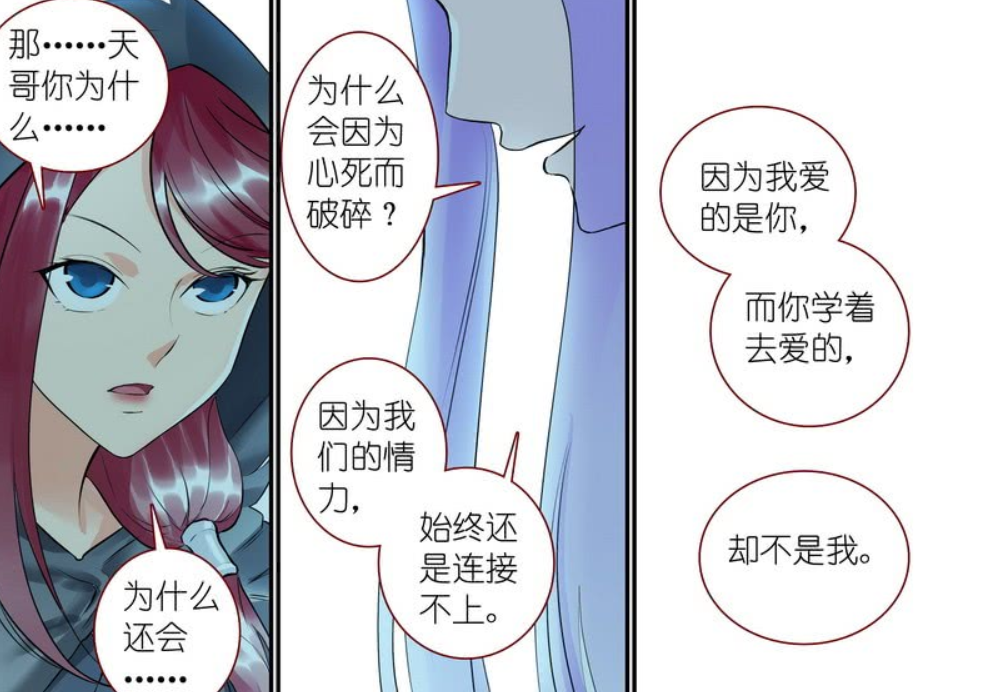 那……天
哥你为什
么……
为什么
还会
……
为什么
会因为
心死而
破碎？
因为我
们的情
力，
始终还
是连接
不上。
因为我爱
的是你，
而你学着
去爱的，
却不是我。